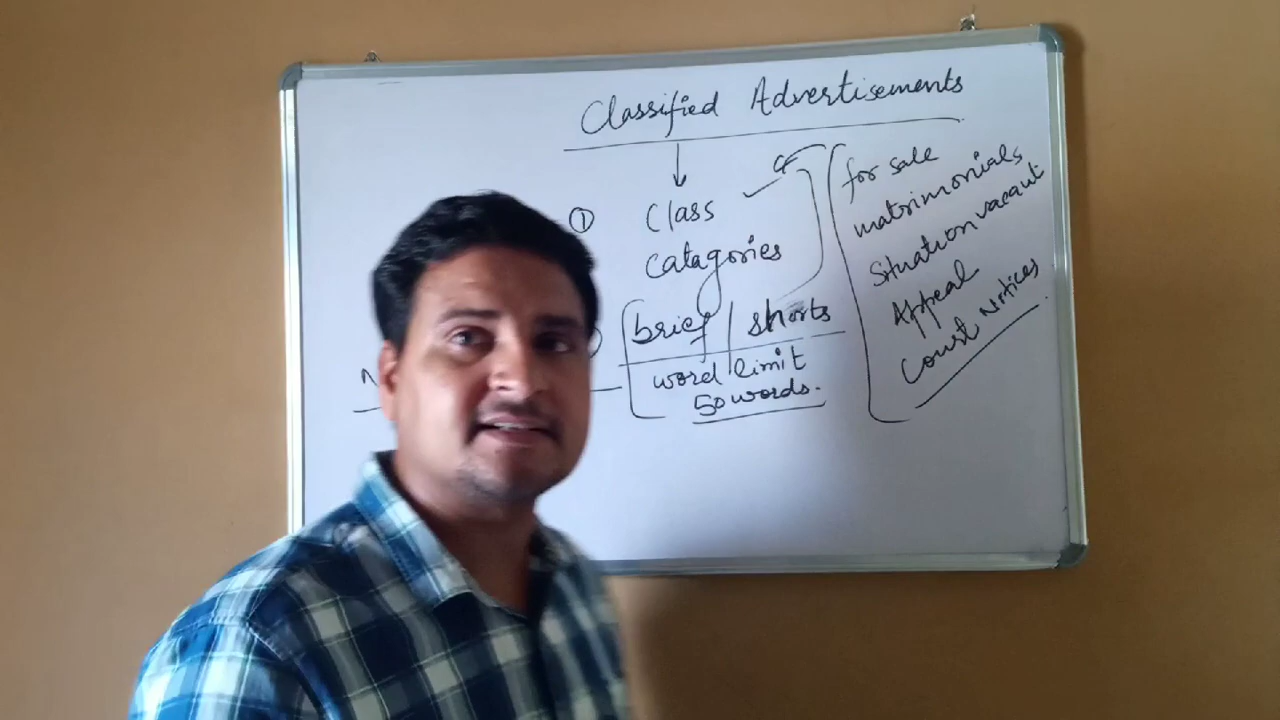 Classified Advertisements
① Class
catagories
brief / shorts
word limit
50 words.
for sale
matrimonials
Situation vacant
Appeal
Court Notices